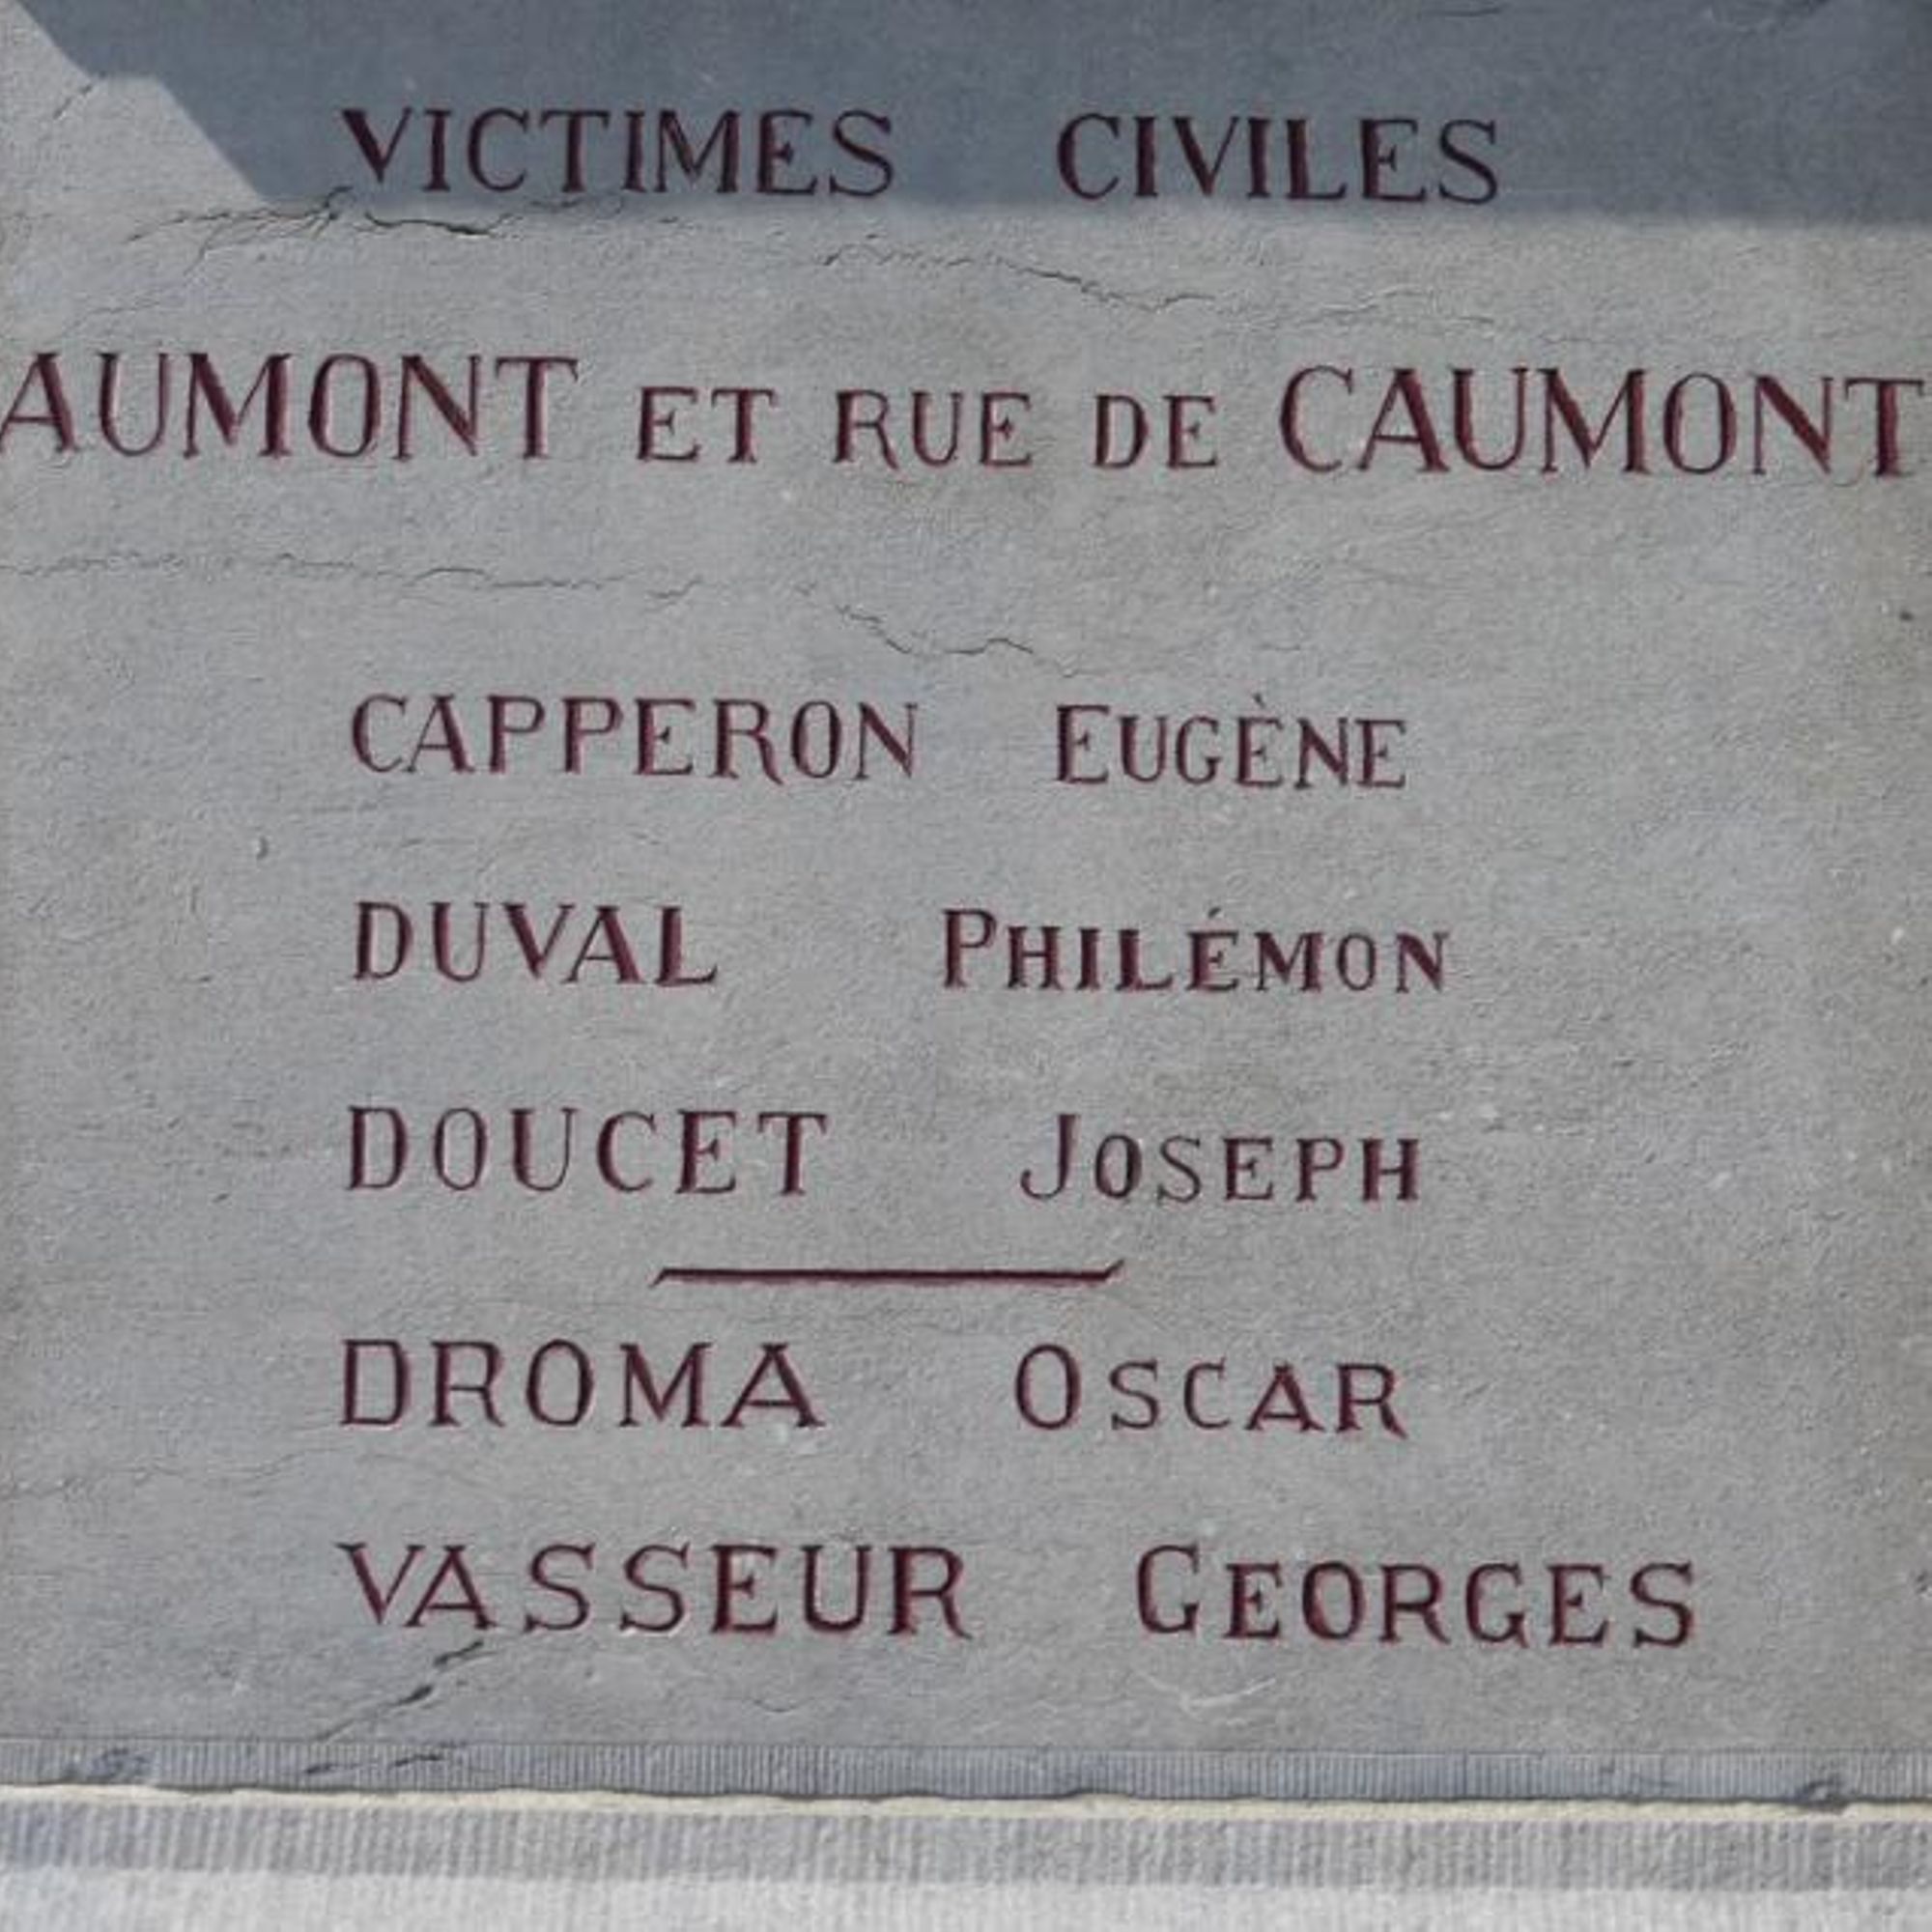 VICTIMES CIVILES
AUMONT ET RUE DE CAUMONT
CAPPERON EUGÈNE
DUVAL PHILÉMON
DOUCET JOSEPH
DROMA OSCAR
VASSEUR GEORGES